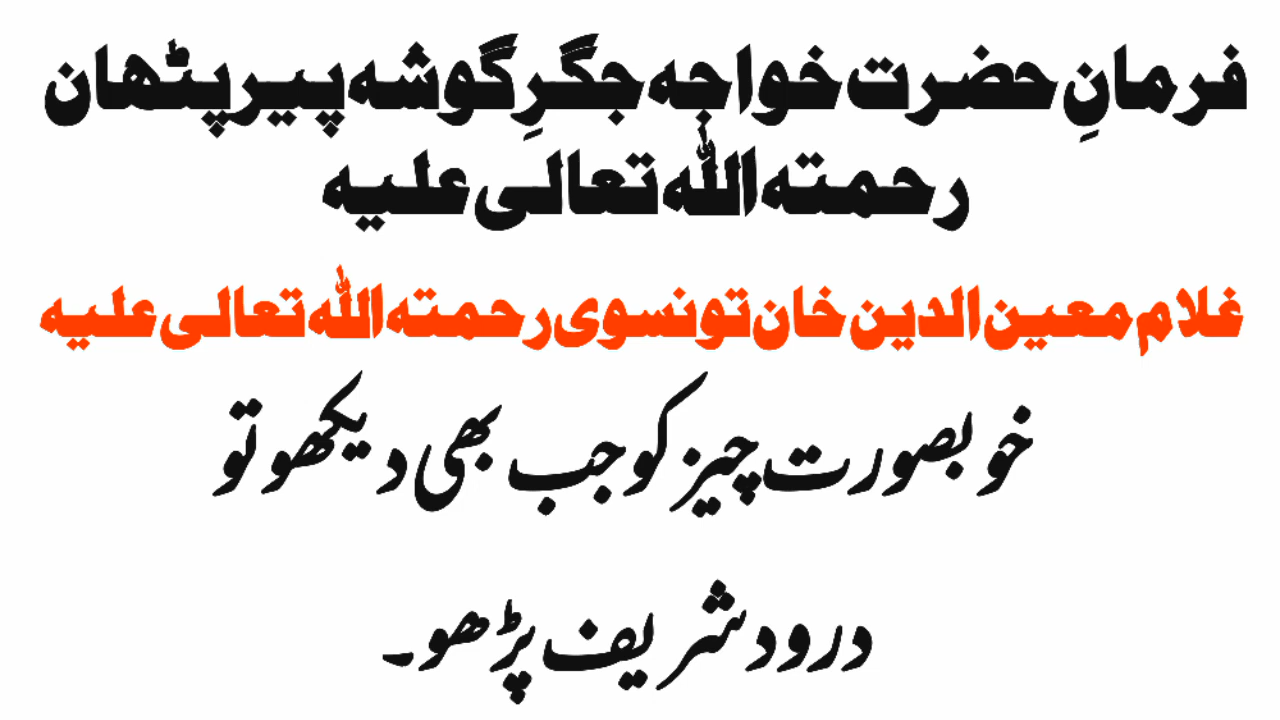 فرمانِ حضرت خواجہ جگرِ گوشہ پیر پٹھان
رحمتہ اللہ تعالی علیہ
غلام معین الدین خان تونسوی رحمتہ اللہ تعالی علیہ
خوبصورت چیز کو جب بھی دیکھو تو
درود شریف پڑھو۔